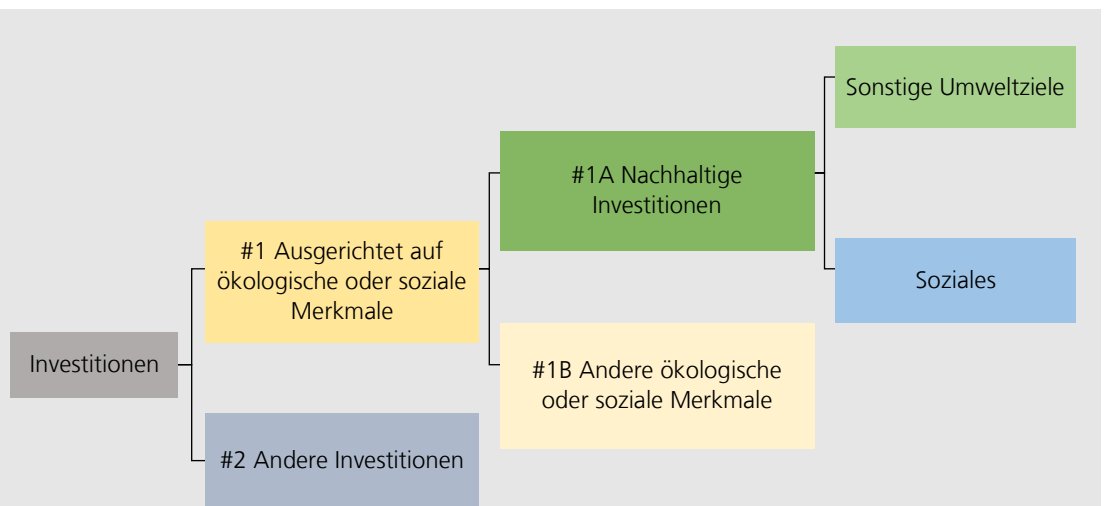 Investitionen
#1 Ausgerichtet auf
ökologische oder soziale
Merkmale
#2 Andere Investitionen
#1A Nachhaltige
Investitionen
#1B Andere ökologische
oder soziale Merkmale
Sonstige Umweltziele
Soziales